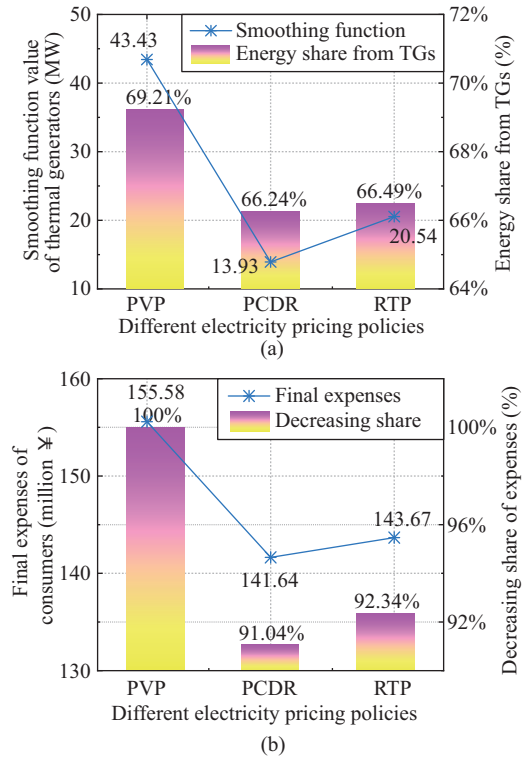 50
72%
43.43
Smoothing function
Energy share from TGs
40
70%
69.21%
30
68%
66.24%
66.49%
20
66%
13.93
20.54
10
64%
PVP
PCDR
RTP
Smoothing function value
of thermal generators (MW)
Energy share from TGs (%)
Different electricity pricing policies
(a)
160
155.58
Final expenses
100%
Decreasing share
100%
155
143.67
96%
140
141.64
92.34%
92%
91.04%
130
PVP
PCDR
RTP
Final expenses of
consumers (million ¥)
Decreasing share of expenses (%)
Different electricity pricing policies
(b)